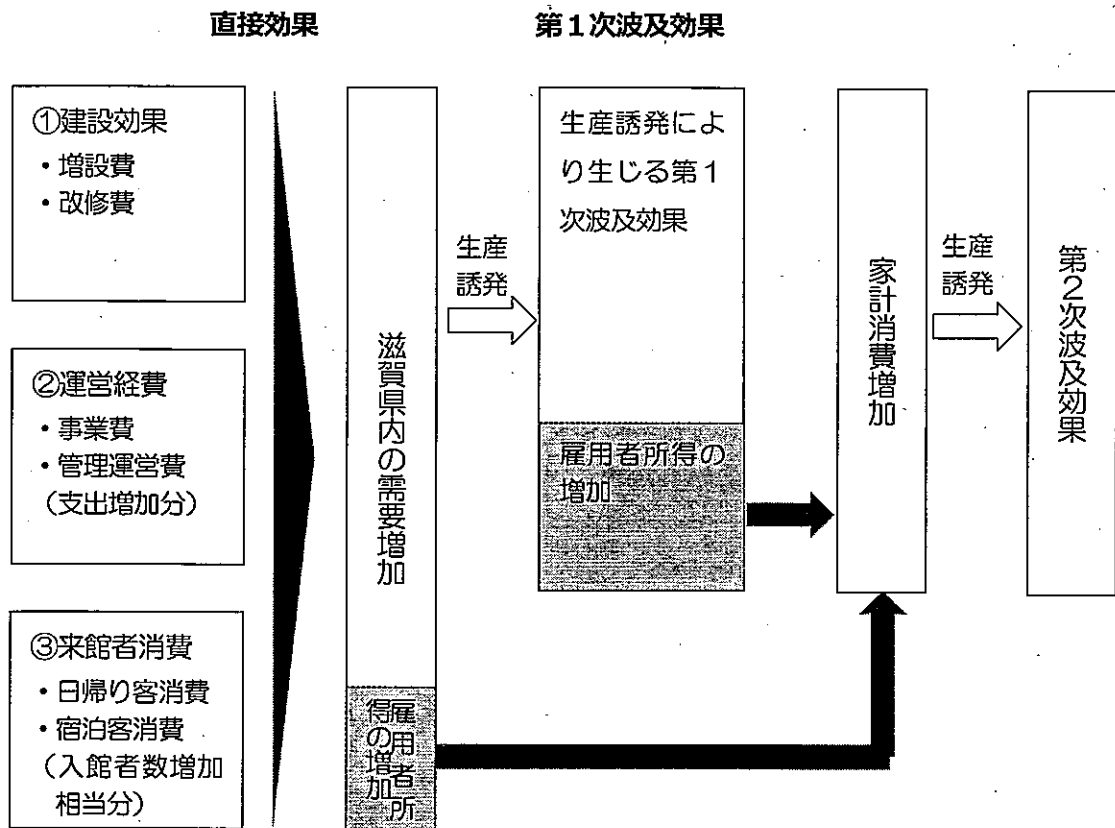 直接効果
第１次波及効果
①建設効果
・増設費
・改修費
②運営経費
・事業費
・管理運営費
（支出増加分）
③来館者消費
・日帰り客消費
・宿泊客消費
（入館者数増加
相当分）
滋賀県内の需要増加
雇用者所
得の増加
生産
誘発
生産誘発によ
り生じる第１
次波及効果
雇用者所得の
増加
家計消費増加
生産
誘発
第２次波及効果